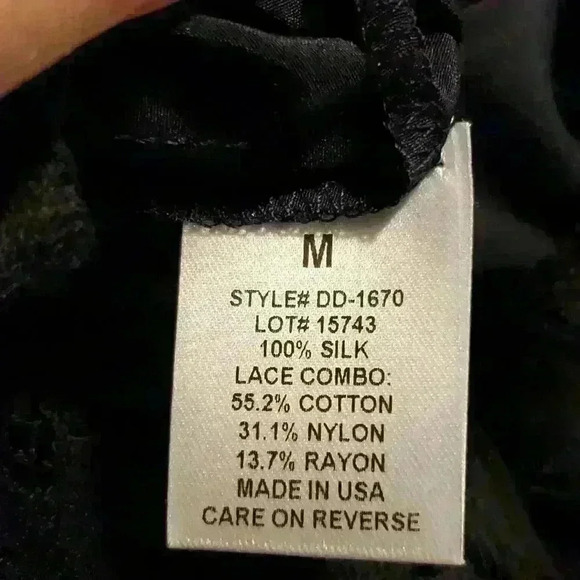 M
STYLE# DD-1670
LOT# 15743
100% SILK
LACE COMBO:
55.2% COTTON
31.1% NYLON
13.7% RAYON
MADE IN USA
CARE ON REVERSE